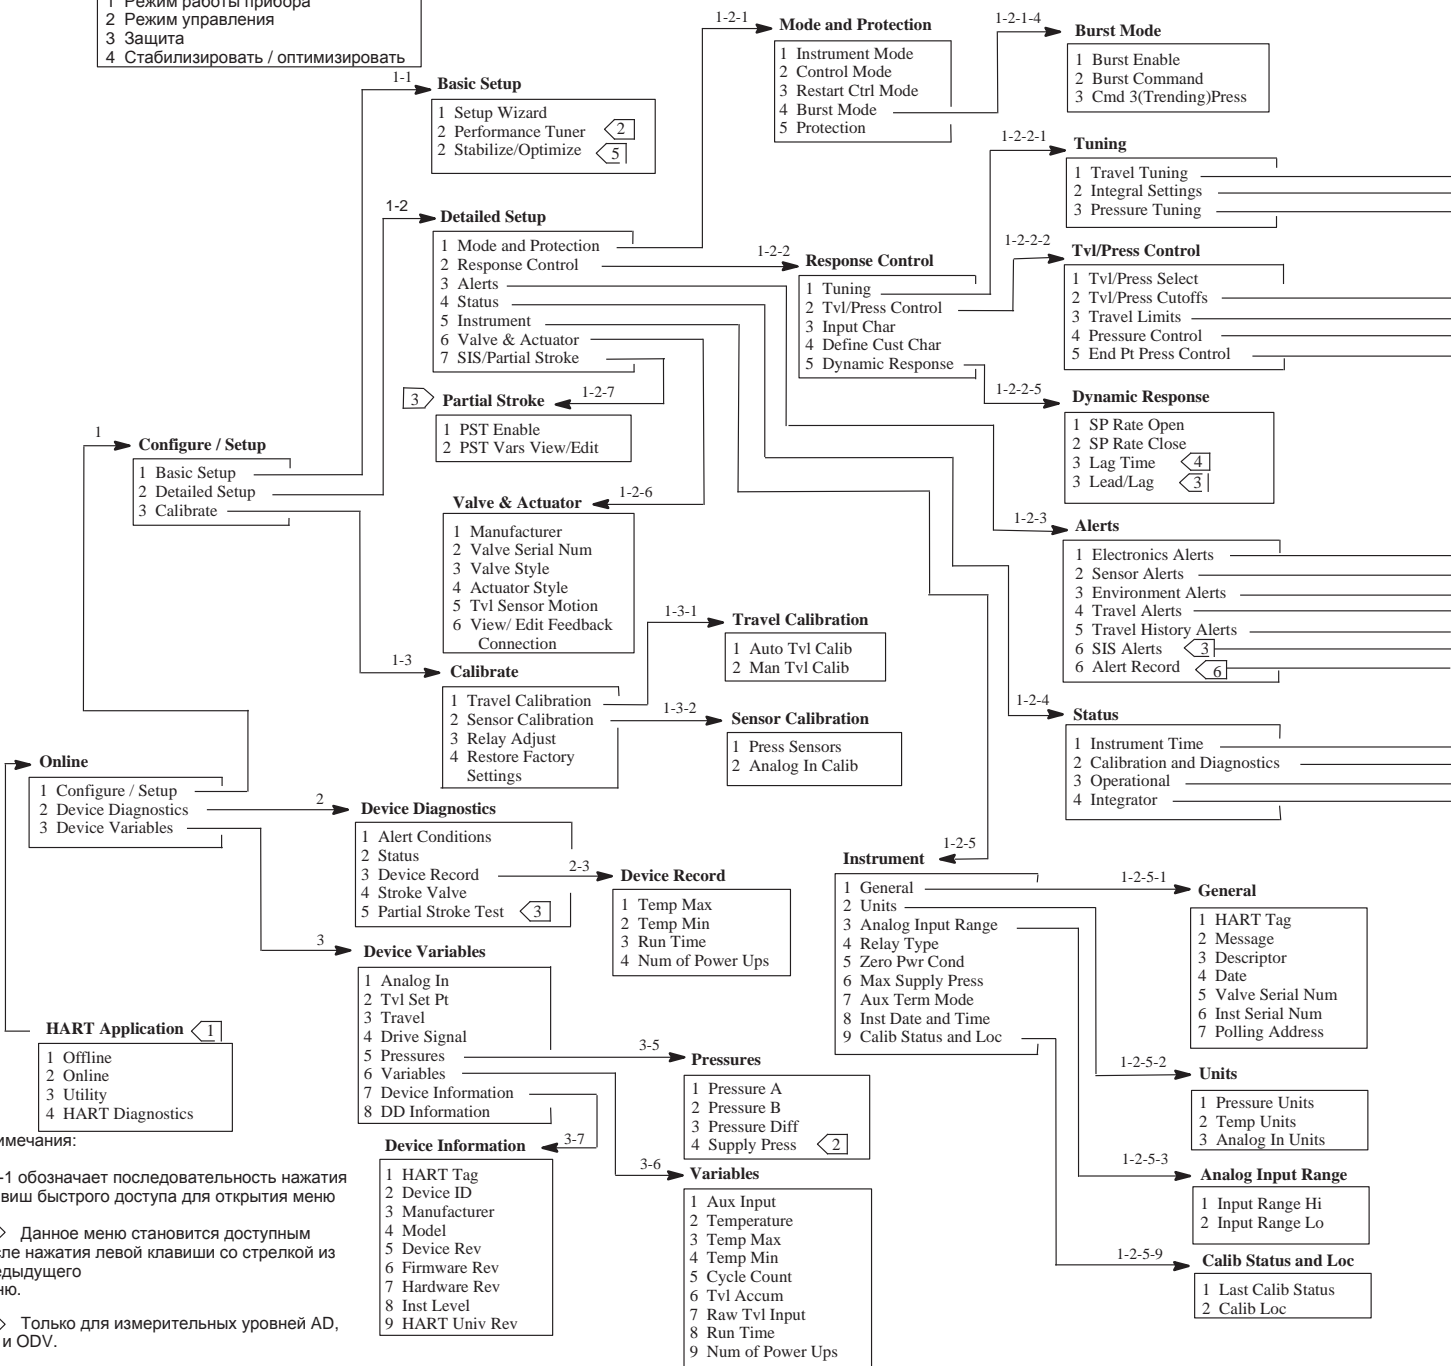 1 Режим работы прибора
2 Режим управления
3 Защита
4 Стабилизировать / оптимизировать
1-1
Basic Setup
1 Setup Wizard
2 Performance Tuner 2
2 Stabilize/Optimize 5
1-2
Detailed Setup
1 Mode and Protection
2 Response Control
3 Alerts
4 Status
5 Instrument
6 Valve & Actuator
7 SIS/Partial Stroke
1-2-7
3 Partial Stroke
1 PST Enable
2 PST Vars View/Edit
1
Configure / Setup
1 Basic Setup
2 Detailed Setup
3 Calibrate
1-2-6
Valve & Actuator
1 Manufacturer
2 Valve Serial Num
3 Valve Style
4 Actuator Style
5 Tvl Sensor Motion
6 View/ Edit Feedback
Connection
1-3
Calibrate
1 Travel Calibration
2 Sensor Calibration
3 Relay Adjust
4 Restore Factory
Settings
1-3-1
Travel Calibration
1 Auto Tvl Calib
2 Man Tvl Calib
1-3-2
Sensor Calibration
1 Press Sensors
2 Analog In Calib
Online
1 Configure / Setup
2 Device Diagnostics
3 Device Variables
2
Device Diagnostics
1 Alert Conditions
2 Status
3 Device Record
4 Stroke Valve
5 Partial Stroke Test 3
2-3
Device Record
1 Temp Max
2 Temp Min
3 Run Time
4 Num of Power Ups
3
Device Variables
1 Analog In
2 Tvl Set Pt
3 Travel
4 Drive Signal
5 Pressures
6 Variables
7 Device Information
8 DD Information
HART Application 1
1 Offline
2 Online
3 Utility
4 HART Diagnostics
3-5
Pressures
1 Pressure A
2 Pressure B
3 Pressure Diff
4 Supply Press 2
3-7
Device Information
1 HART Tag
2 Device ID
3 Manufacturer
4 Model
5 Device Rev
6 Firmware Rev
7 Hardware Rev
8 Inst Level
9 HART Univ Rev
3-6
Variables
1 Aux Input
2 Temperature
3 Temp Max
4 Temp Min
5 Cycle Count
6 Tvl Accum
7 Raw Tvl Input
8 Run Time
9 Num of Power Ups
1-2-1
Mode and Protection
1 Instrument Mode
2 Control Mode
3 Restart Ctrl Mode
4 Burst Mode
5 Protection
1-2-1-4
Burst Mode
1 Burst Enable
2 Burst Command
3 Cmd 3(Trending)Press
1-2-2
Response Control
1 Tuning
2 Tvl/Press Control
3 Input Char
4 Define Cust Char
5 Dynamic Response
1-2-2-1
Tuning
1 Travel Tuning
2 Integral Settings
3 Pressure Tuning
1-2-2-2
Tvl/Press Control
1 Tvl/Press Select
2 Tvl/Press Cutoffs
3 Travel Limits
4 Pressure Control
5 End Pt Press Control
1-2-2-5
Dynamic Response
1 SP Rate Open
2 SP Rate Close
3 Lag Time 4
3 Lead/Lag 3
1-2-3
Alerts
1 Electronics Alerts
2 Sensor Alerts
3 Environment Alerts
4 Travel Alerts
5 Travel History Alerts
6 SIS Alerts 3
6 Alert Record 6
1-2-4
Status
1 Instrument Time
2 Calibration and Diagnostics
3 Operational
4 Integrator
1-2-5
Instrument
1 General
2 Units
3 Analog Input Range
4 Relay Type
5 Zero Pwr Cond
6 Max Supply Press
7 Aux Term Mode
8 Inst Date and Time
9 Calib Status and Loc
1-2-5-1
General
1 HART Tag
2 Message
3 Descriptor
4 Date
5 Valve Serial Num
6 Inst Serial Num
7 Polling Address
1-2-5-2
Units
1 Pressure Units
2 Temp Units
3 Analog In Units
1-2-5-3
Analog Input Range
1 Input Range Hi
2 Input Range Lo
1-2-5-9
Calib Status and Loc
1 Last Calib Status
2 Calib Loc
имечания:
-1 обозначает последовательность нажатия
виш быстрого доступа для открытия меню
Данное меню становится доступным
сле нажатия левой клавиши со стрелкой из
едыдущего
ню.
Только для измерительных уровней AD,
и ODV.